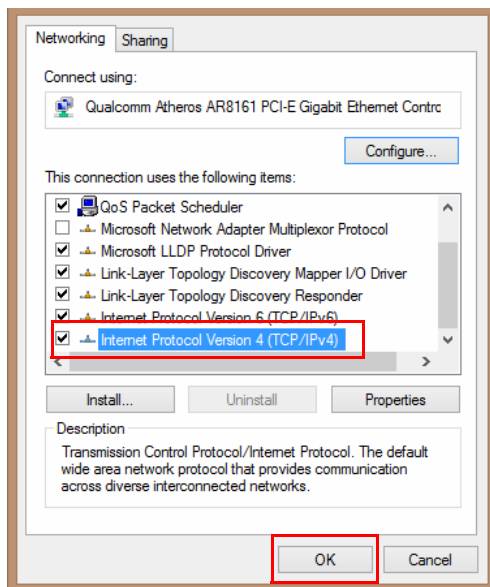 Networking Sharing
Connect using:
Qualcomm Atheros AR8161 PCI-E Gigabit Ethernet Contrc
Configure...
This connection uses the following items:
QoS Packet Scheduler
Microsoft Network Adapter Multiplexor Protocol
Microsoft LLDP Protocol Driver
Link-Layer Topology Discovery Mapper I/O Driver
Link-Layer Topology Discovery Responder
Internet Protocol Version 6 (TCP/IPv6)
Internet Protocol Version 4 (TCP/IPv4)
Install... Uninstall Properties
Description
Transmission Control Protocol/Internet Protocol. The default
wide area network protocol that provides communication
across diverse interconnected networks.
OK Cancel